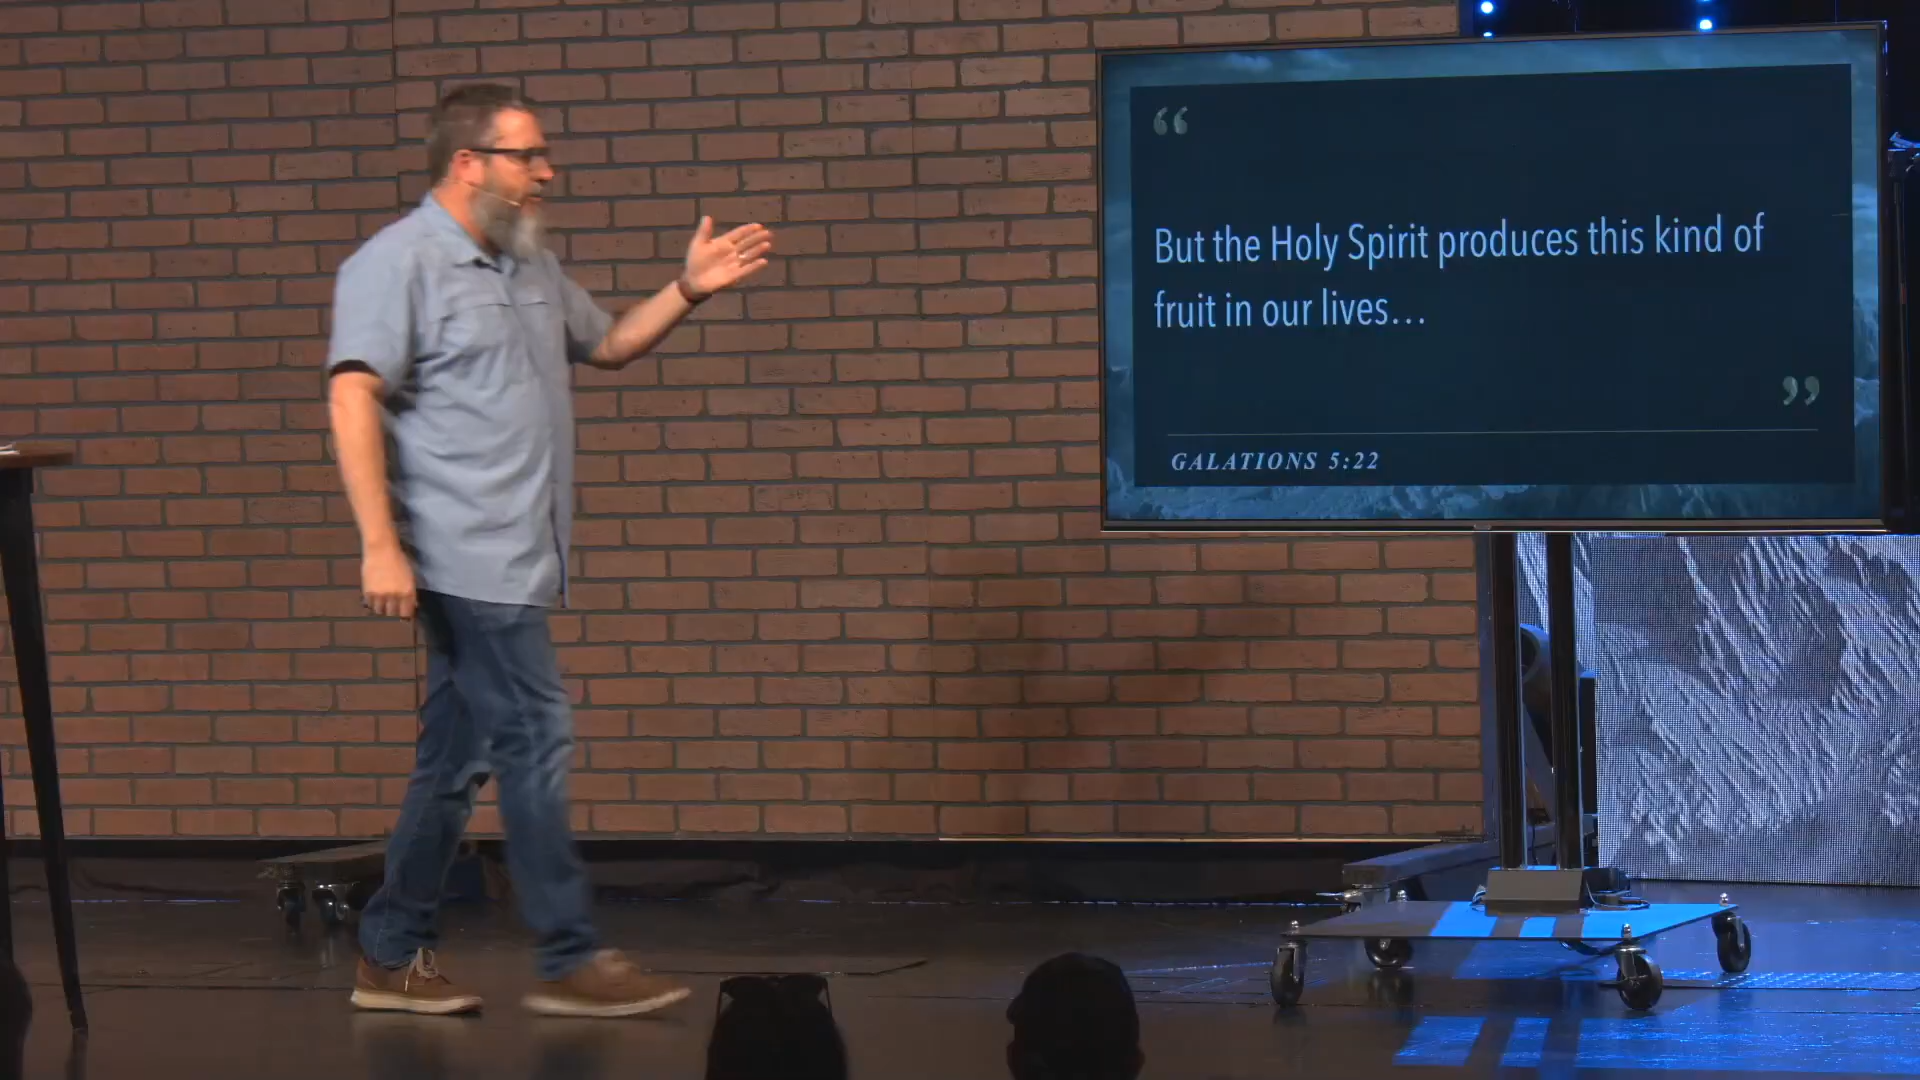 “
But the Holy Spirit produces this kind of
fruit in our lives…
”
GALATIONS 5:22